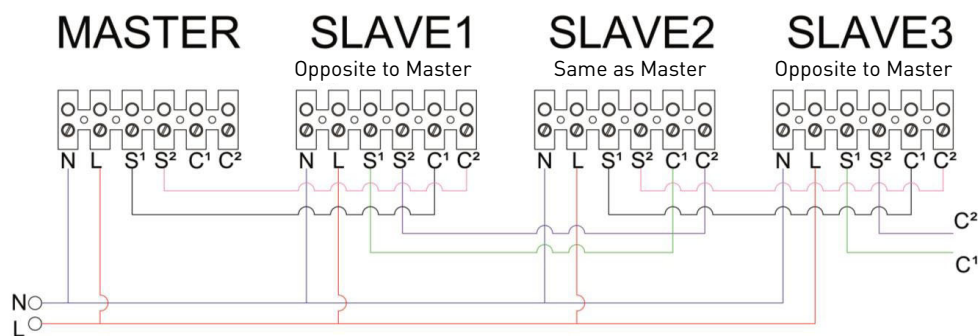 MASTER SLAVE1 SLAVE2 SLAVE3
Opposite to Master Same as Master Opposite to Master
N L S¹ S² C¹ C² N L S¹ S² C¹ C² N L S¹ S² C¹ C² N L S¹ S² C¹ C²
C²
C¹
N
L